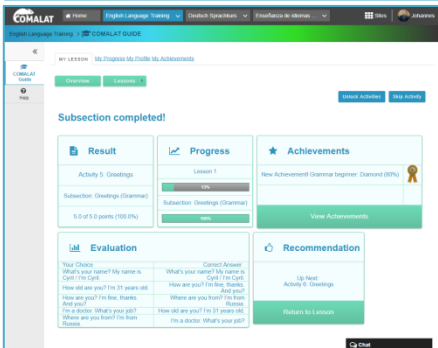 COMALAT
Home
English Language Training
Deutsch Sprachkurs
Enseñanza de idiomas ...
Sites
Johannes
English Language Training > COMALAT GUIDE
COMALAT Guide
Help
MY LESSON My Progress My Profile My Achievements
Overview
Lessons
Unlock Activities
Skip Activity
Subsection completed!
Result
Activity 5: Greetings
Subsection: Greetings (Grammar)
5.0 of 5.0 points (100.0%)
Progress
Lesson 1:
13%
Subsection: Greetings (Grammar)
100%
Achievements
New Achievement! Grammar beginner: Diamond (80%)
View Achievements
Evaluation
Your Choice
Correct Answer
What's your name? My name is Cyril / I'm Cyril.
What's your name? My name is Cyril / I'm Cyril.
How old are you? I'm 31 years old.
How are you? I'm fine, thanks. And you?
How are you? I'm fine, thanks. And you?
Where are you from? I'm from Russia.
I'm a doctor. What's your job?
How old are you? I'm 31 years old.
Where are you from? I'm from Russia.
I'm a doctor. What's your job?
Recommendation
Up Next:
Activity 6: Greetings
Return to Lesson
Chat